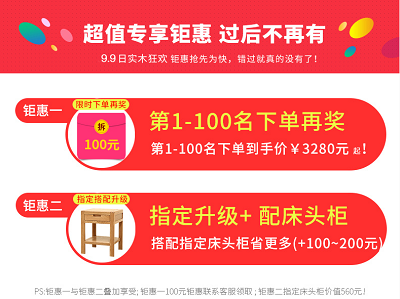 超值专享钜惠 过后不再有
9.9日实木狂欢 钜惠抢先为快，错过就真的没有了!
钜惠一
限时下单再奖
拆
100元
第1-100名下单再奖
第1-100名下单到手价￥3280元 起!
钜惠二
指定搭配升级
指定升级+ 配床头柜
搭配指定床头柜省更多(+100~200元)
PS:钜惠一与钜惠二叠加享受; 钜惠一100元钜惠联系客服领取; 钜惠二指定床头柜价值560元!